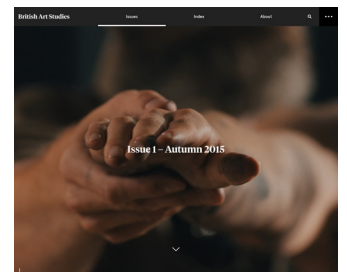 British Art Studies
Issues
Index
About
Issue 1 – Autumn 2015